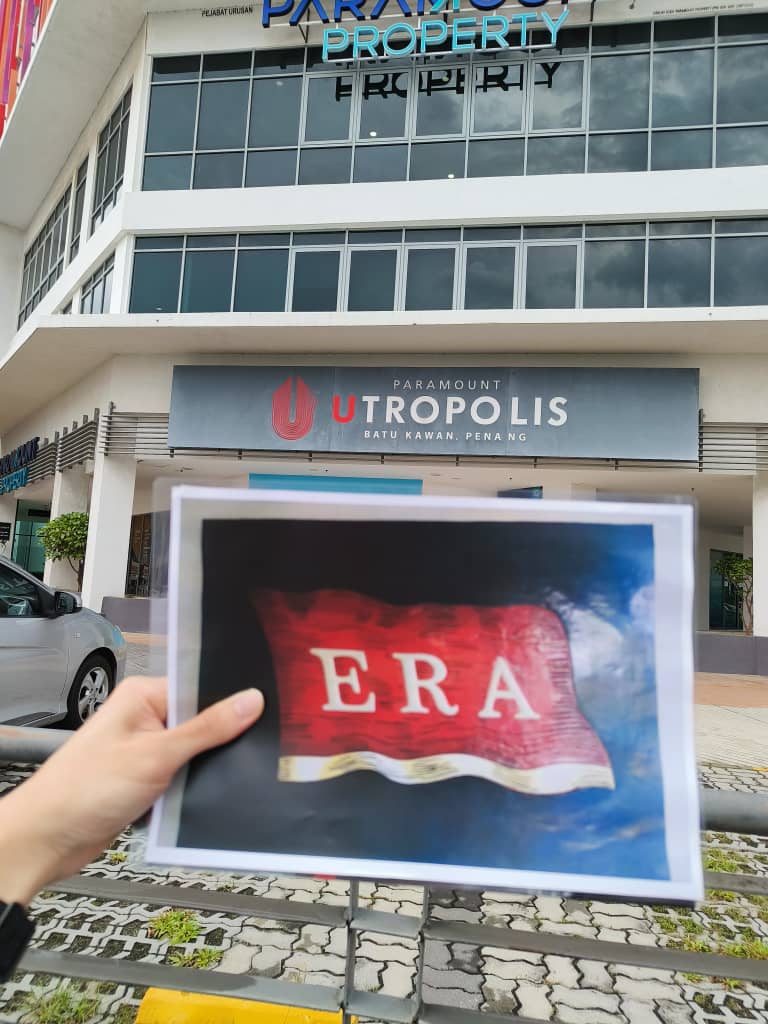 PEJABAT URUSAN
PARAMOUNT
PROPERTY
PARAMOUNT
UTROPOLIS
BATU KAWAN, PENANG
ERA